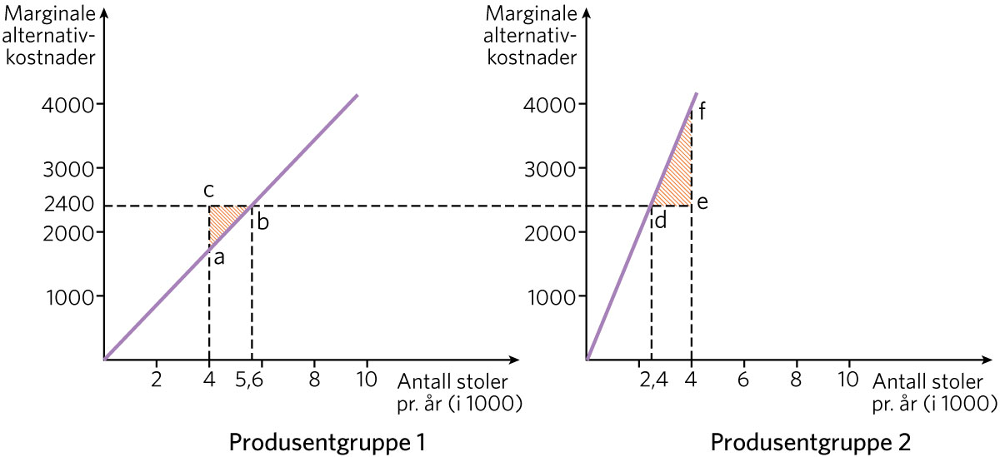 Marginale
alternativ-
kostnader
4000
3000
2400
2000
1000
c
b
a
2
4
5,6
8
10
Antall stoler
pr. år (i 1000)
Produsentgruppe 1
Marginale
alternativ-
kostnader
4000
3000
2400
2000
1000
f
e
d
2,4
4
6
8
10
Antall stoler
pr. år (i 1000)
Produsentgruppe 2